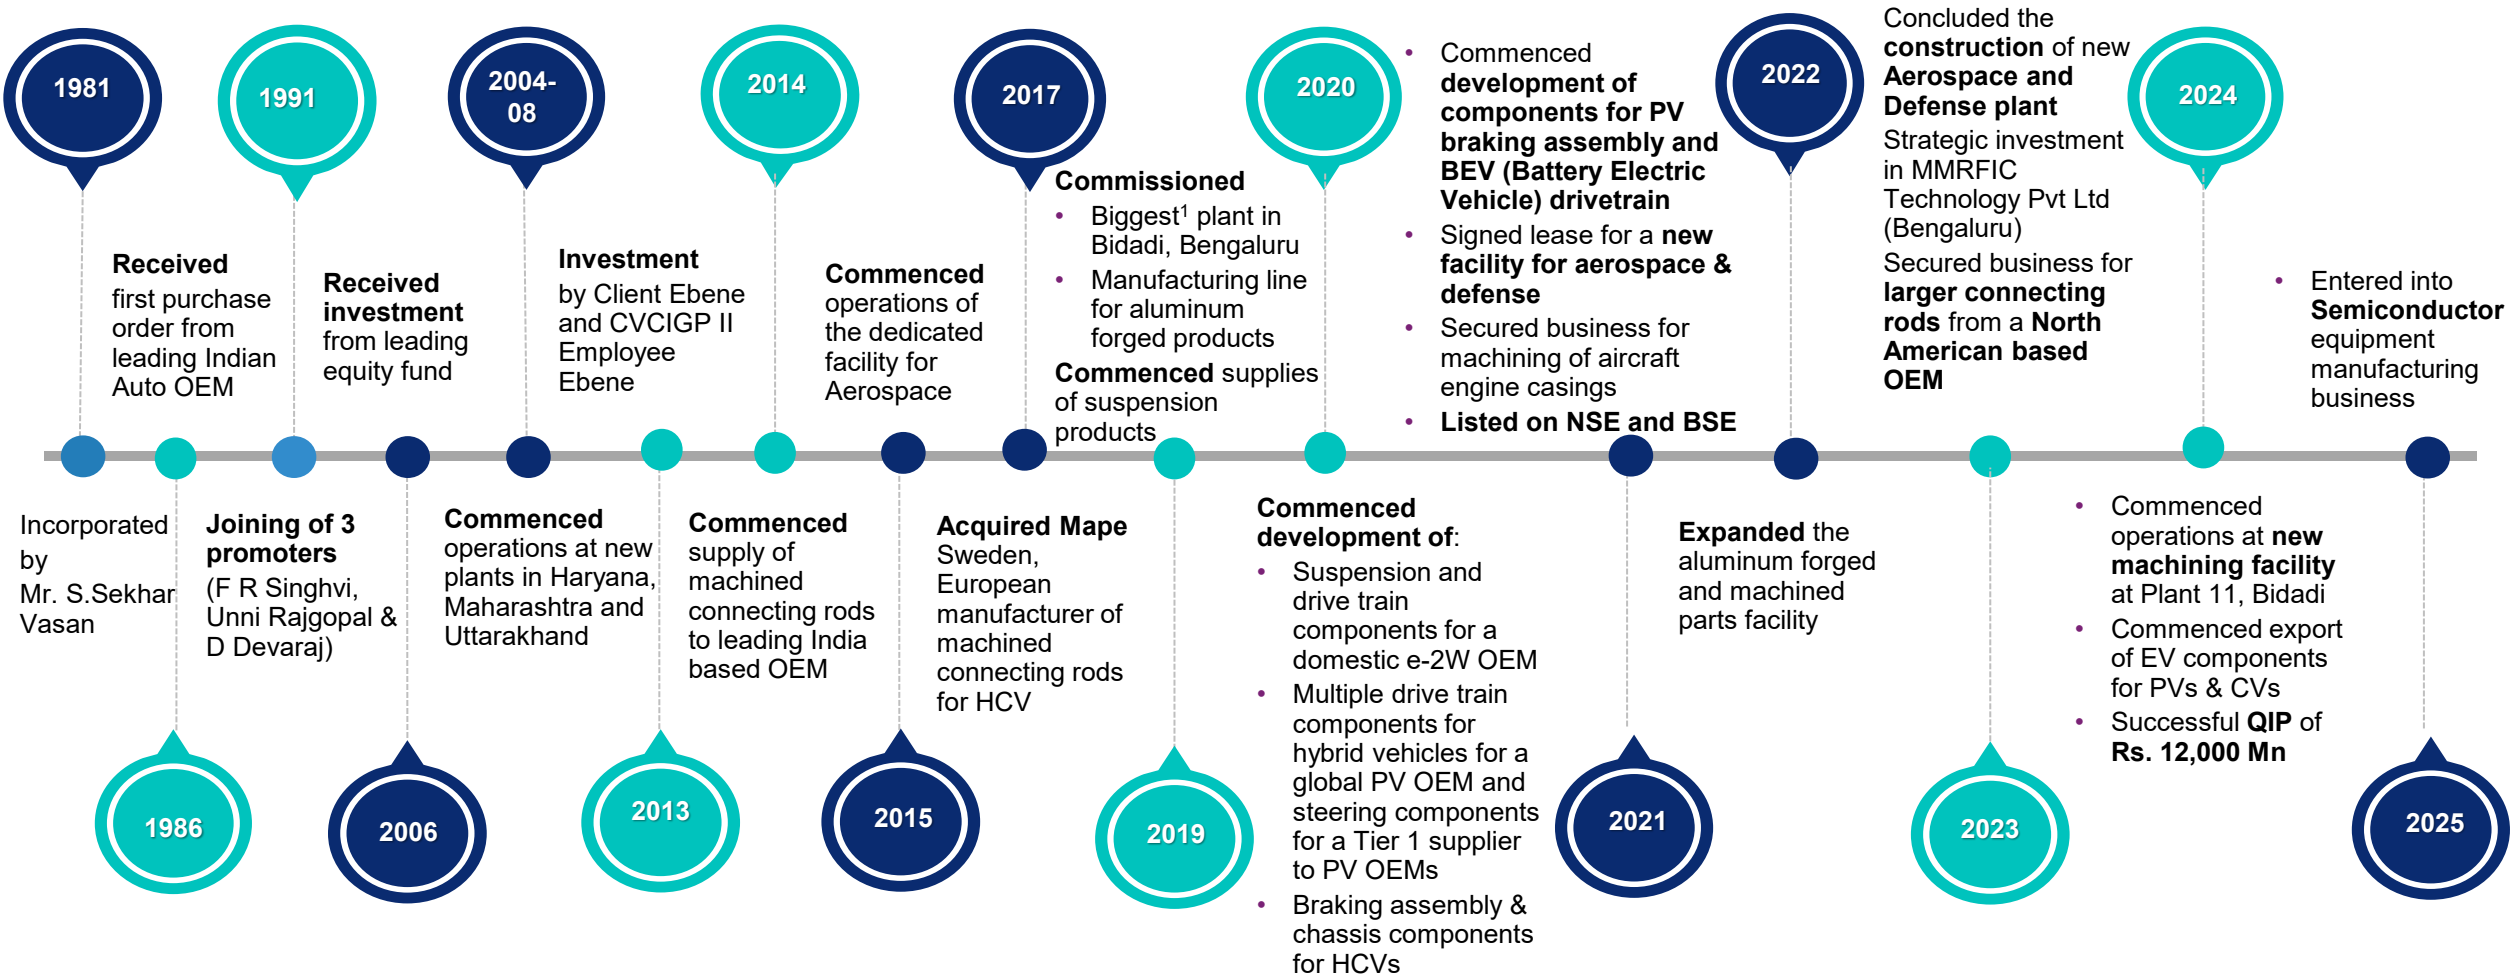 1981
1991
2004-
08
2014
2017
2020
2022
2024
Received
first purchase
order from
leading Indian
Auto OEM
Received
investment
from leading
equity fund
Investment
by Client Ebene
and CVCIGP II
Employee
Ebene
Commenced
operations of
the dedicated
facility for
Aerospace
Commissioned
• Biggest1 plant in
Bidadi, Bengaluru
• Manufacturing line
for aluminum
forged products
Commenced supplies
of suspension
products
• Commenced
development of
components for PV
braking assembly and
BEV (Battery Electric
Vehicle) drivetrain
• Signed lease for a new
facility for aerospace &
defense
• Secured business for
machining of aircraft
engine casings
• Listed on NSE and BSE
Concluded the
construction of new
Aerospace and
Defense plant
Strategic investment
in MMRFIC
Technology Pvt Ltd
(Bengaluru)
Secured business for
larger connecting
rods from a North
American based
OEM
• Entered into
Semiconductor
equipment
manufacturing
business
Incorporated
by
Mr. S.Sekhar
Vasan
Joining of 3
promoters
(F R Singhvi,
Unni Rajgopal &
D Devaraj)
Commenced
operations at new
plants in Haryana,
Maharashtra and
Uttarakhand
Commenced
supply of
machined
connecting rods
to leading India
based OEM
Acquired Mape
Sweden,
European
manufacturer of
machined
connecting rods
for HCV
Commenced
development of:
• Suspension and
drive train
components for a
domestic e-2W OEM
• Multiple drive train
components for
hybrid vehicles for a
global PV OEM and
steering components
for a Tier 1 supplier
to PV OEMs
• Braking assembly &
chassis components
for HCVs
Expanded the
aluminum forged
and machined
parts facility
• Commenced
operations at new
machining facility
at Plant 11, Bidadi
• Commenced export
of EV components
for PVs & CVs
• Successful QIP of
Rs. 12,000 Mn
1986
2006
2013
2015
2019
2021
2023
2025